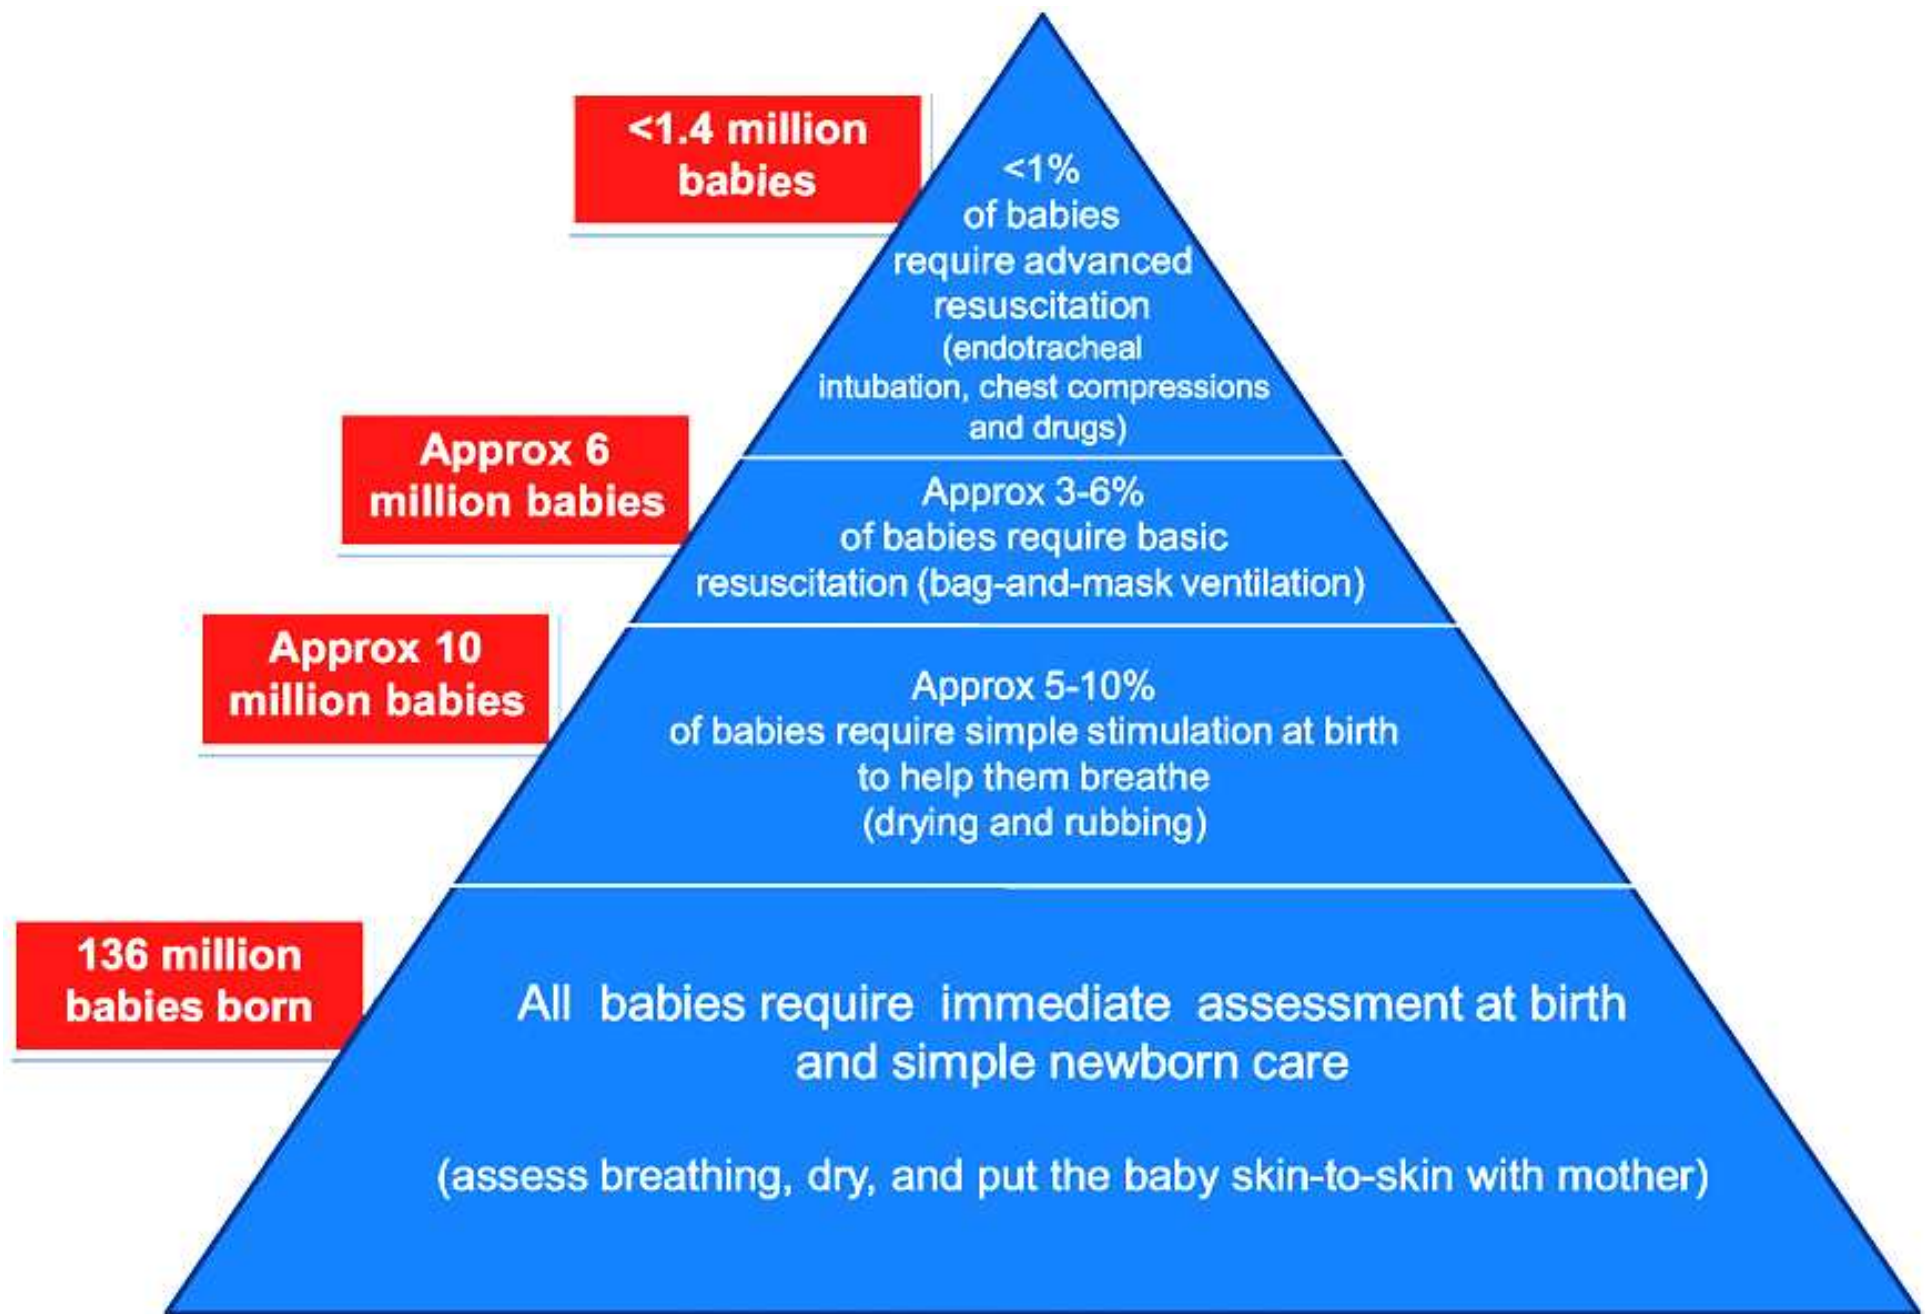 <1.4 million
babies
<1%
of babies
require advanced
resuscitation
(endotracheal
intubation, chest compressions
and drugs)
Approx 6
million babies
Approx 3-6%
of babies require basic
resuscitation (bag-and-mask ventilation)
Approx 10
million babies
Approx 5-10%
of babies require simple stimulation at birth
to help them breathe
(drying and rubbing)
136 million
babies born
All babies require immediate assessment at birth
and simple newborn care
(assess breathing, dry, and put the baby skin-to-skin with mother)